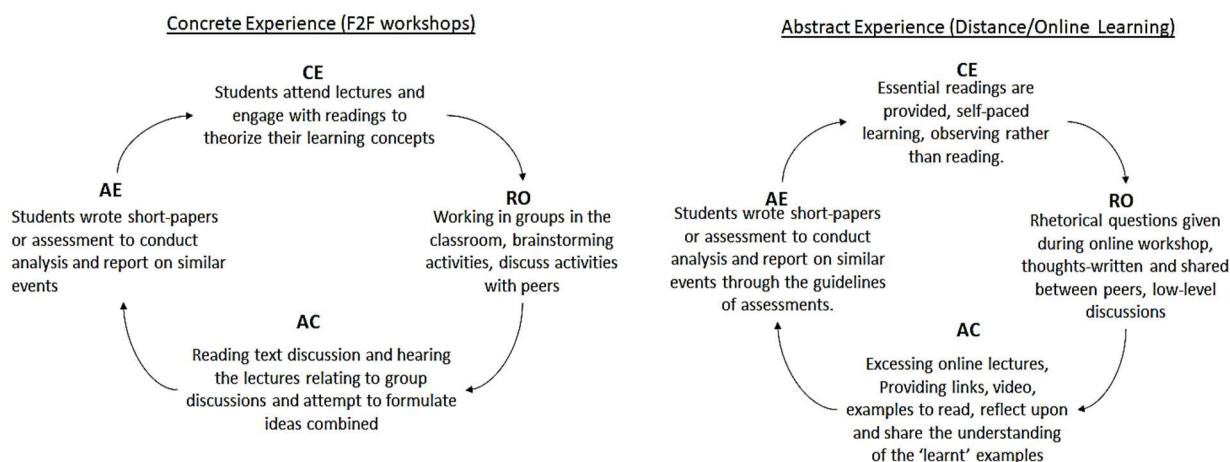 Concrete Experience (F2F workshops)
CE
Students attend lectures and
engage with readings to
theorize their learning concepts
RO
Working in groups in the
classroom, brainstorming
activities, discuss activities
with peers
AC
Reading text discussion and hearing
the lectures relating to group
discussions and attempt to formulate
ideas combined
AE
Students wrote short-papers
or assessment to conduct
analysis and report on similar
events
Abstract Experience (Distance/Online Learning)
CE
Essential readings are
provided, self-paced
learning, observing rather
than reading.
RO
Rhetorical questions given
during online workshop,
thoughts-written and shared
between peers, low-level
discussions
AC
Excessing online lectures,
Providing links, video,
examples to read, reflect upon
and share the understanding
of the ‘learnt’ examples
AE
Students wrote short-papers
or assessment to conduct
analysis and report on similar
events through the guidelines
of assessments.